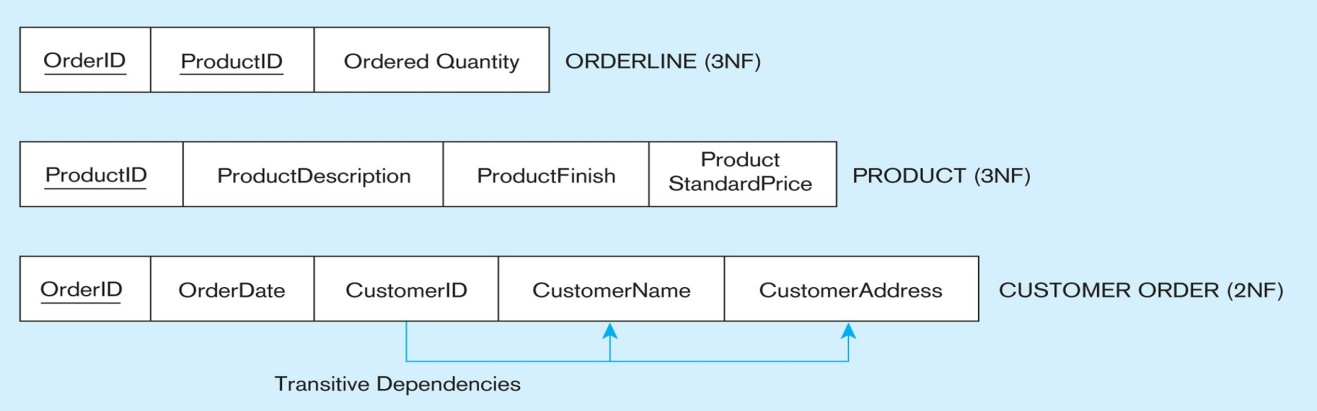 OrderID ProductID Ordered Quantity ORDERLINE (3NF)
ProductID ProductDescription ProductFinish Product StandardPrice PRODUCT (3NF)
OrderID OrderDate CustomerID CustomerName CustomerAddress CUSTOMER ORDER (2NF)
Transitive Dependencies